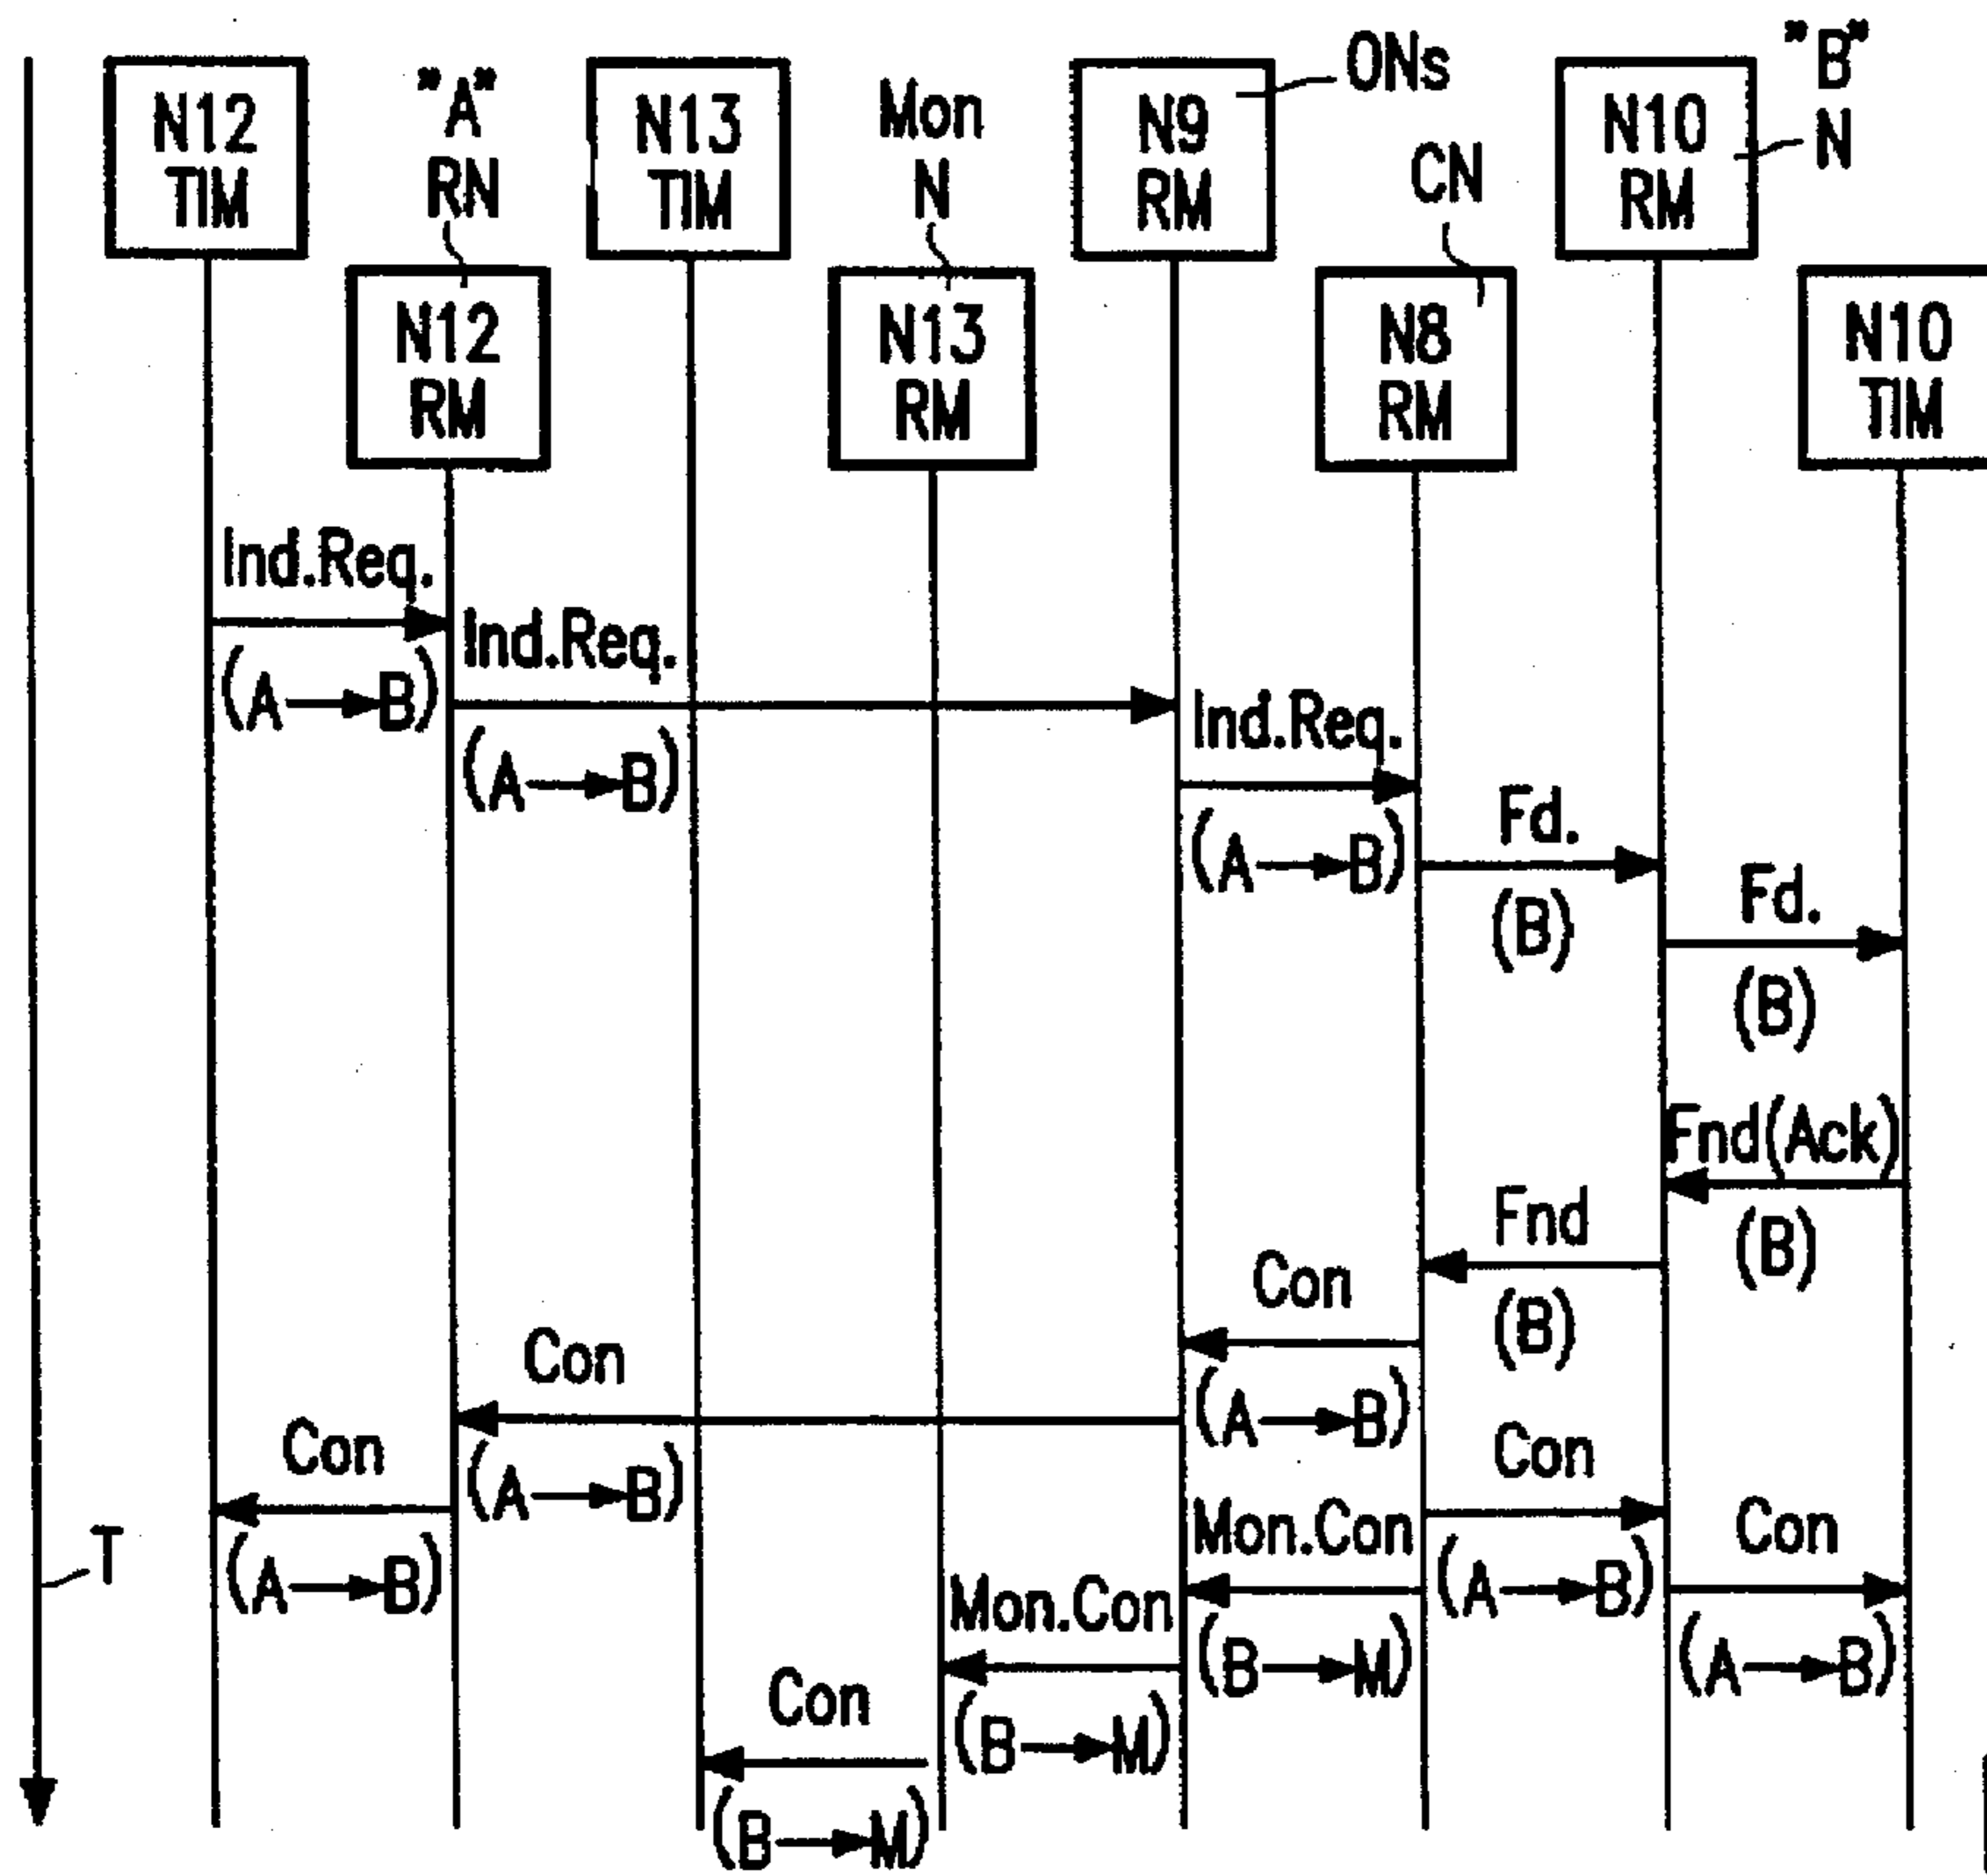 N12
TIM
"A"
RN
N13
TIM
Mon
N
N9
RM
ONs
CN
N10
RM
"B"
N
N12
RM
N13
RM
N8
RM
N10
TIM
Ind.Req.
(A→B)
Ind.Req.
(A→B)
Ind.Req.
(A→B)
Fd.
(B)
Fd.
(B)
Fnd(Ack)
(B)
Fnd
(B)
Con
(A→B)
Con
(A→B)
Con
(A→B)
Con
(A→B)
Con
(A→B)
Mon.Con
(B→M)
Mon.Con
(B→M)
Con
(B→M)
T